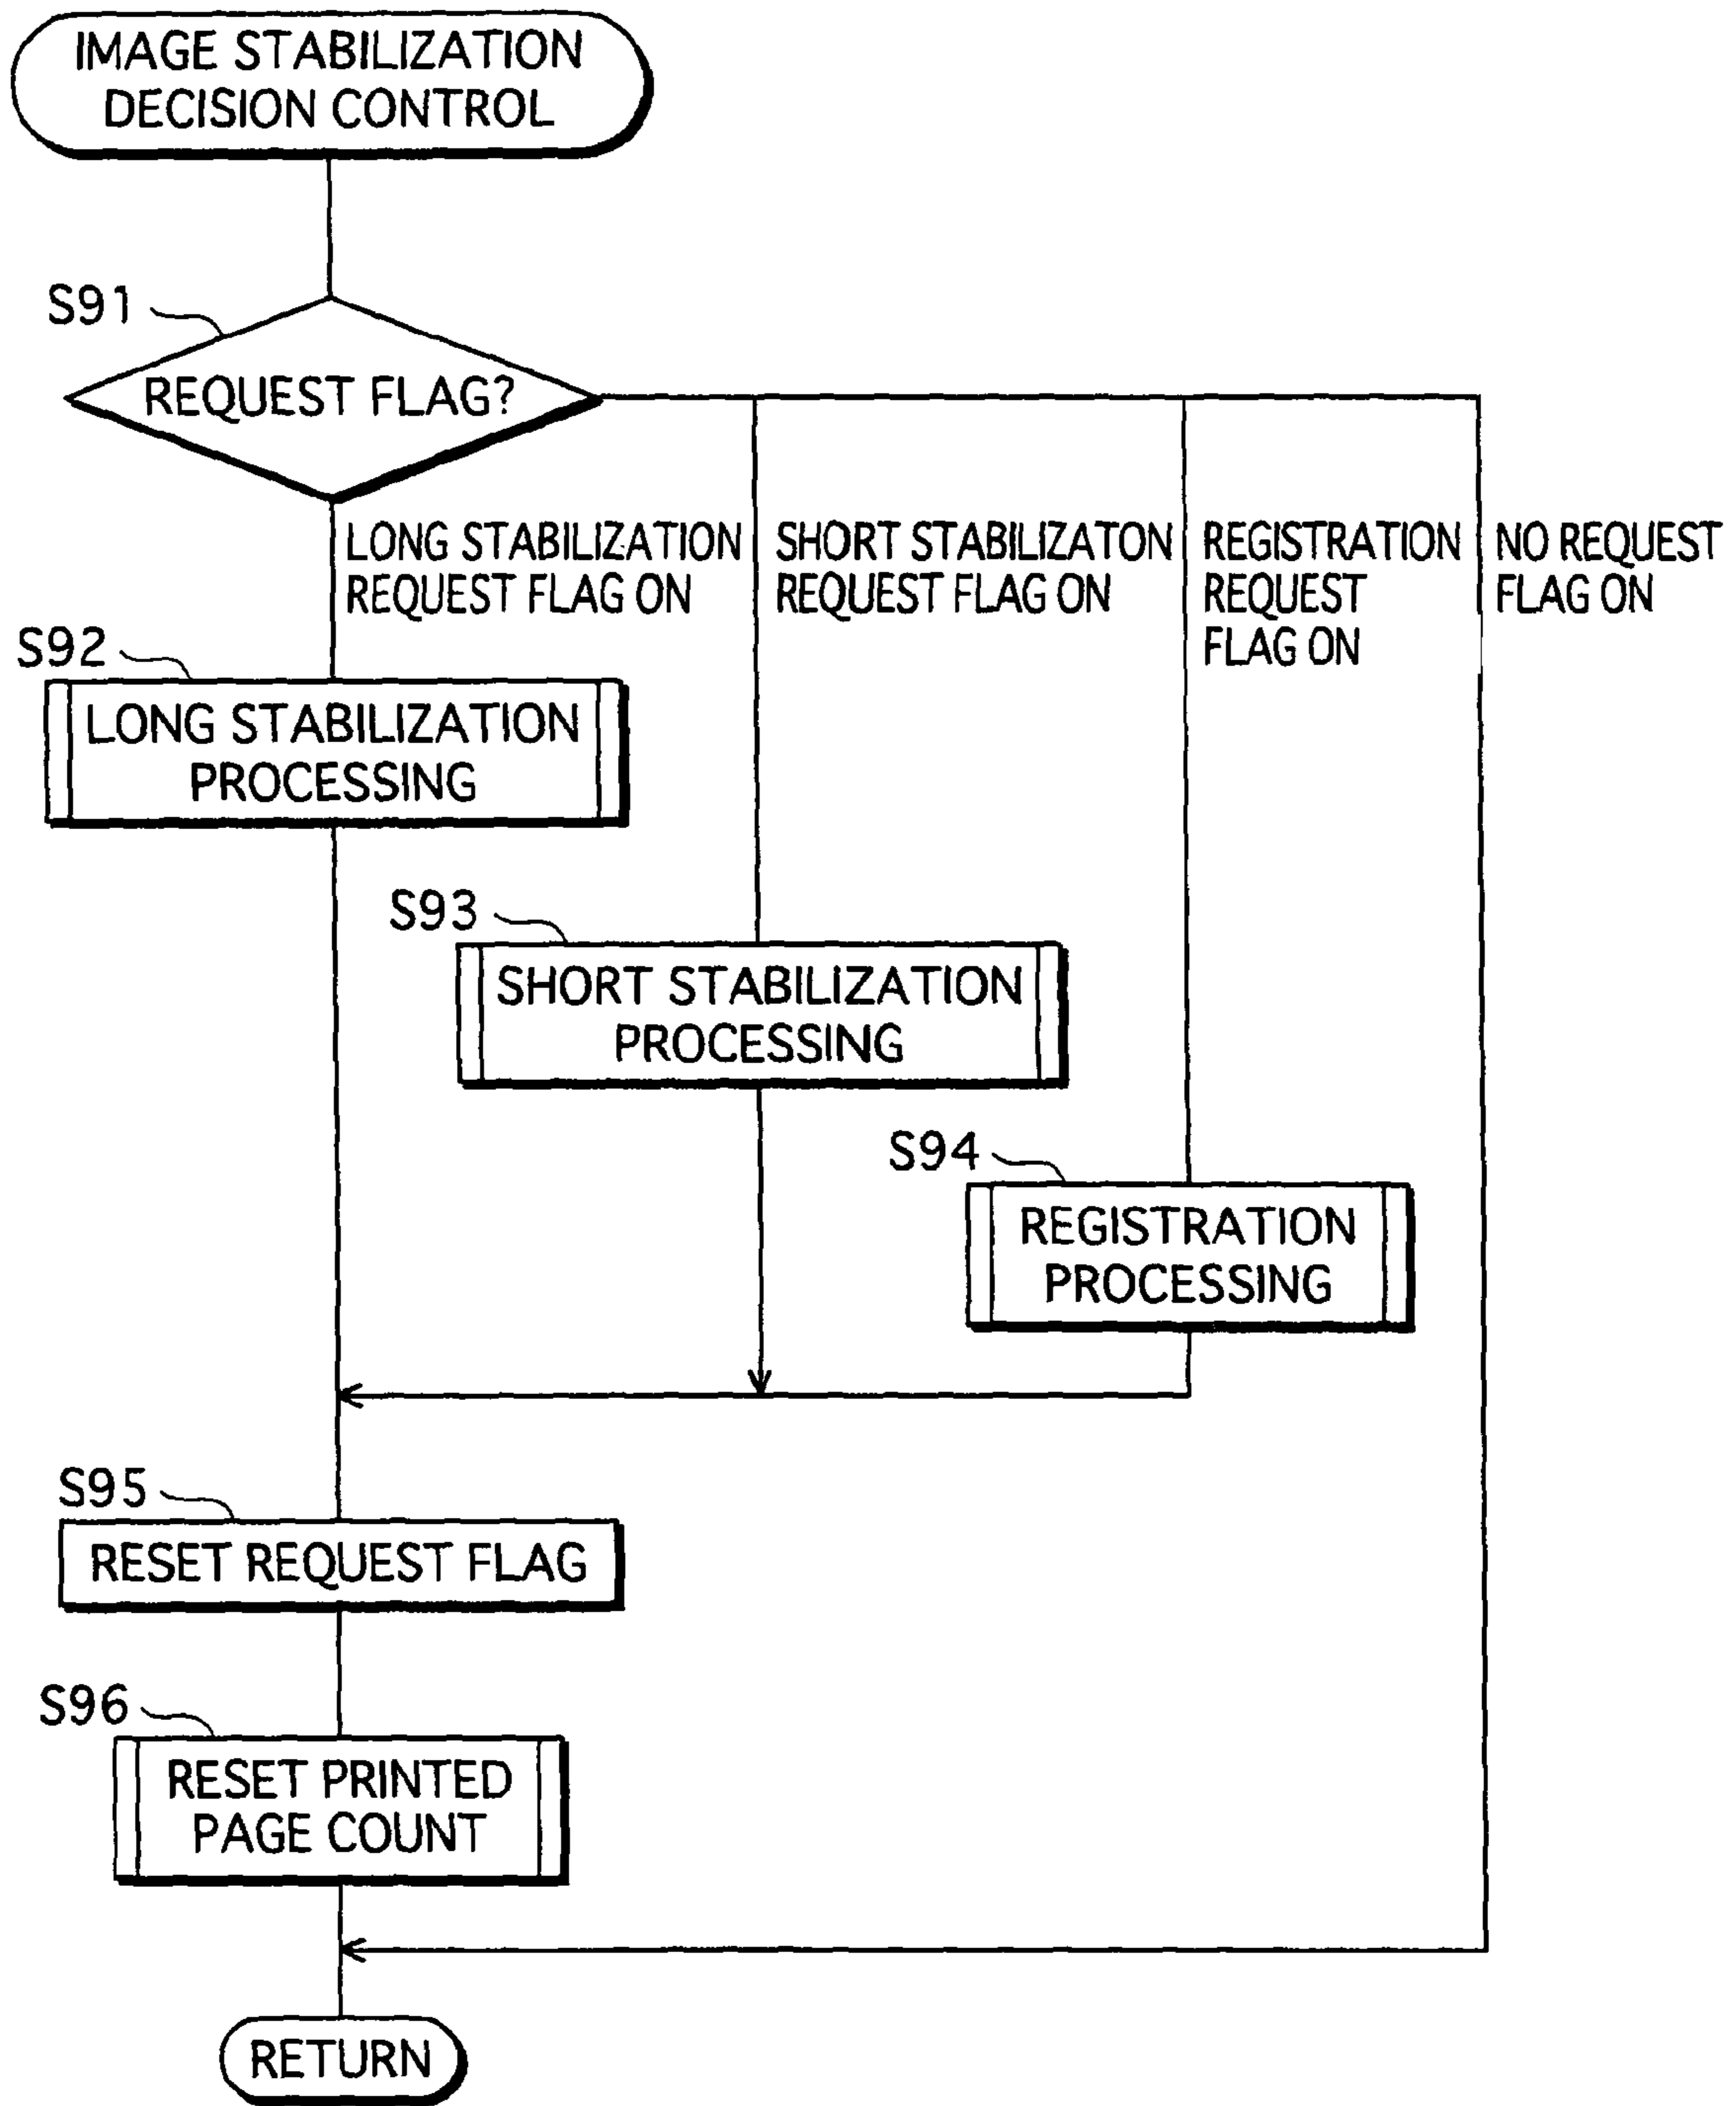 IMAGE STABILIZATION
DECISION CONTROL
S91
REQUEST FLAG?
LONG STABILIZATION
REQUEST FLAG ON
SHORT STABILIZATON
REQUEST FLAG ON
REGISTRATION
REQUEST
FLAG ON
NO REQUEST
FLAG ON
S92
LONG STABILIZATION
PROCESSING
S93
SHORT STABILIZATION
PROCESSING
S94
REGISTRATION
PROCESSING
S95
RESET REQUEST FLAG
S96
RESET PRINTED
PAGE COUNT
RETURN